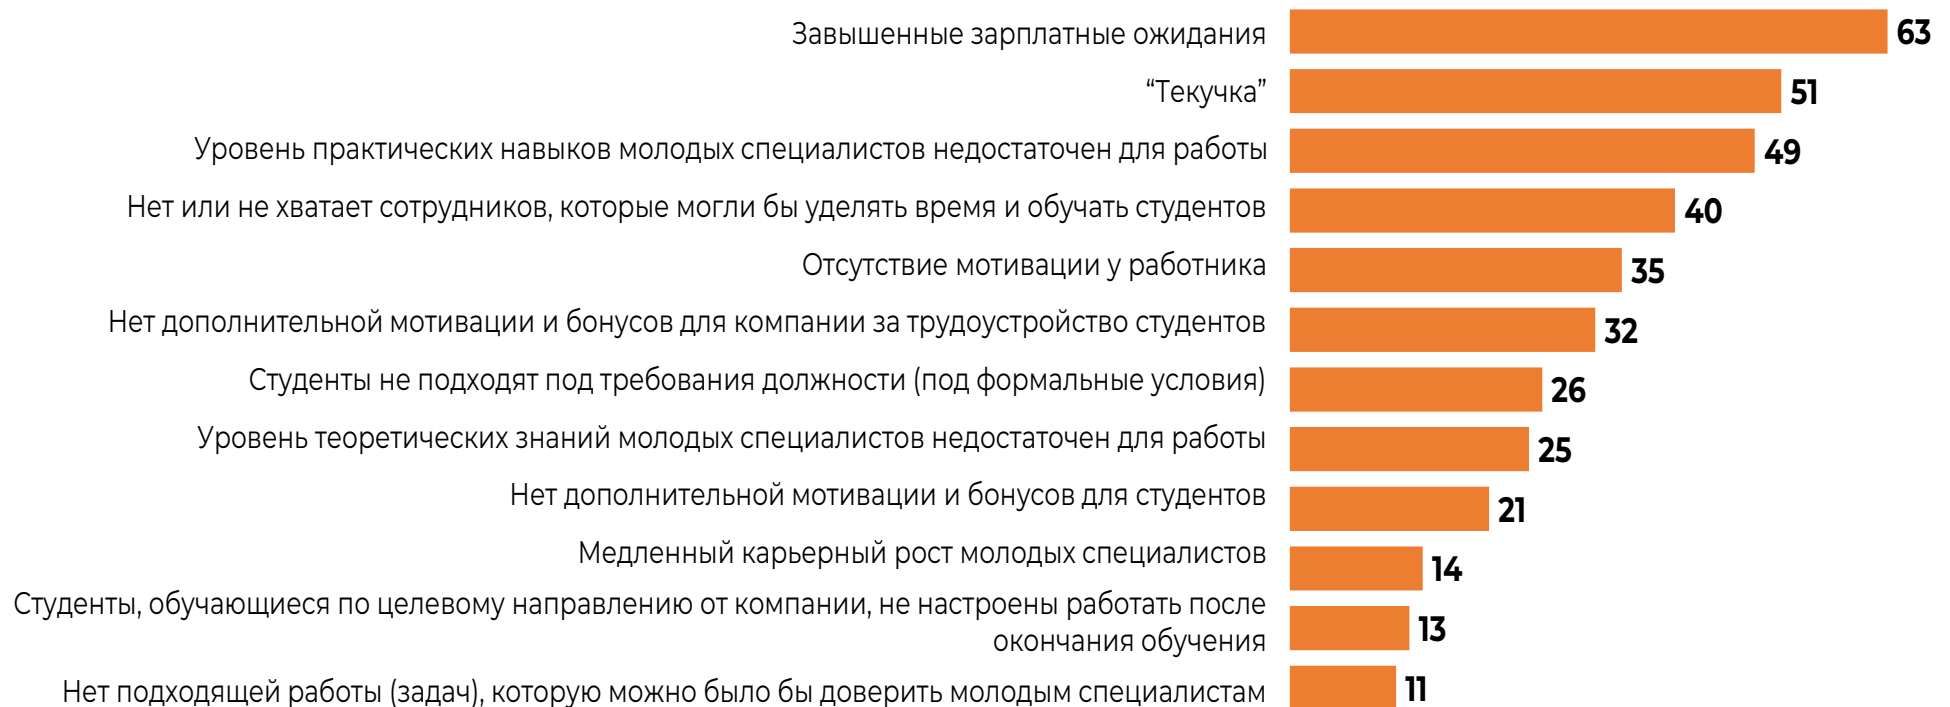 Завышенные зарплатные ожидания 63
“Текучка” 51
Уровень практических навыков молодых специалистов недостаточен для работы 49
Нет или не хватает сотрудников, которые могли бы уделять время и обучать студентов 40
Отсутствие мотивации у работника 35
Нет дополнительной мотивации и бонусов для компании за трудоустройство студентов 32
Студенты не подходят под требования должности (под формальные условия) 26
Уровень теоретических знаний молодых специалистов недостаточен для работы 25
Нет дополнительной мотивации и бонусов для студентов 21
Медленный карьерный рост молодых специалистов 14
Студенты, обучающиеся по целевому направлению от компании, не настроены работать после
окончания обучения 13
Нет подходящей работы (задач), которую можно было бы доверить молодым специалистам 11